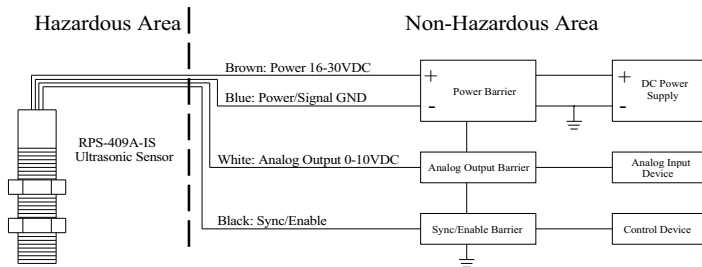 Hazardous Area
Non-Hazardous Area
Brown: Power 16-30VDC
+
-
Power Barrier
+
-
DC Power
Supply
Blue: Power/Signal GND
RPS-409A-IS
Ultrasonic Sensor
White: Analog Output 0-10VDC
Analog Output Barrier
Analog Input
Device
Black: Sync/Enable
Sync/Enable Barrier
Control Device